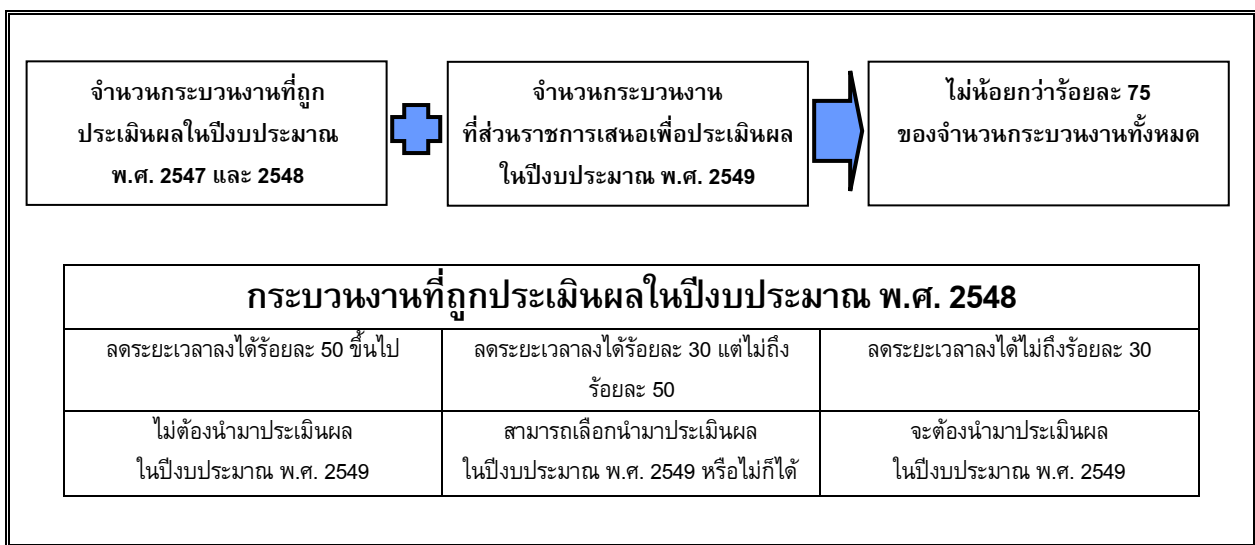 จำนวนกระบวนงานที่ถูก
ประเมินผลในปีงบประมาณ
พ.ศ. 2547 และ 2548
จำนวนกระบวนงาน
ที่ส่วนราชการเสนอเพื่อประเมินผล
ในปีงบประมาณ พ.ศ. 2549
ไม่น้อยกว่าร้อยละ 75
ของจำนวนกระบวนงานทั้งหมด
กระบวนงานที่ถูกประเมินผลในปีงบประมาณ พ.ศ. 2548
ลดระยะเวลาลงได้ร้อยละ 50 ขึ้นไป
ลดระยะเวลาลงได้ร้อยละ 30 แต่ไม่ถึง
ร้อยละ 50
ลดระยะเวลาลงได้ไม่ถึงร้อยละ 30
ไม่ต้องนำมาประเมินผล
ในปีงบประมาณ พ.ศ. 2549
สามารถเลือกนำมาประเมินผล
ในปีงบประมาณ พ.ศ. 2549 หรือไม่ก็ได้
จะต้องนำมาประเมินผล
ในปีงบประมาณ พ.ศ. 2549